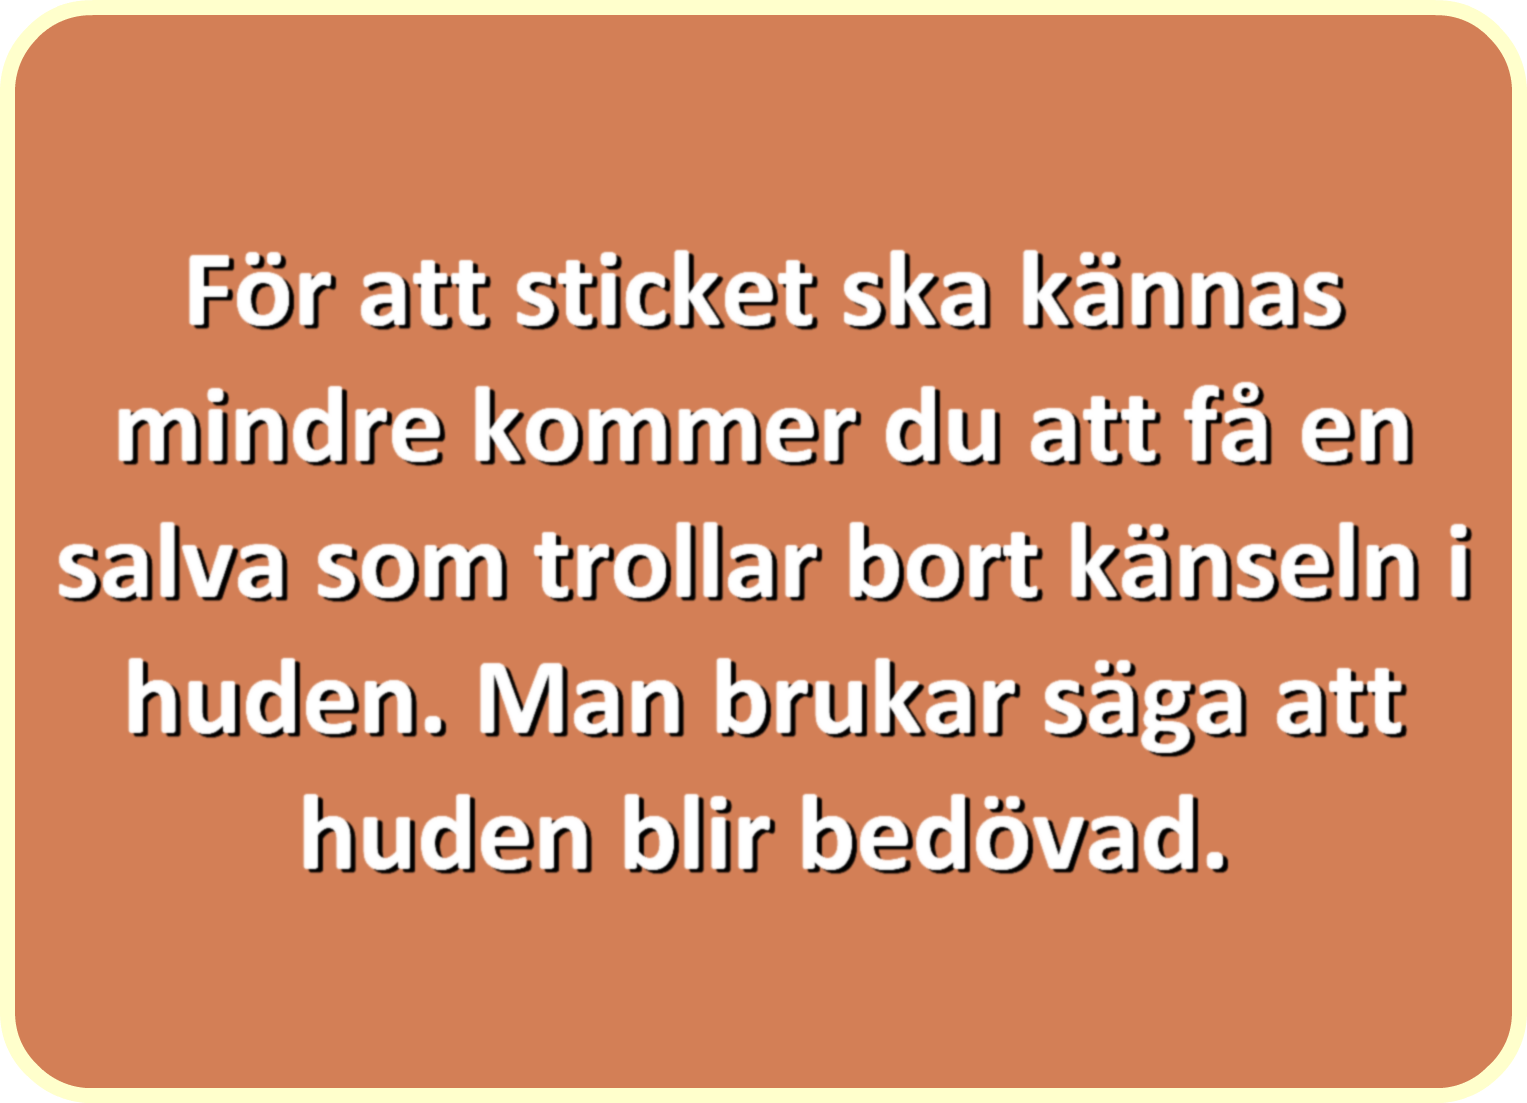 För att sticket ska kännas
mindre kommer du att få en
salva som trollar bort känseln i
huden. Man brukar säga att
huden blir bedövad.